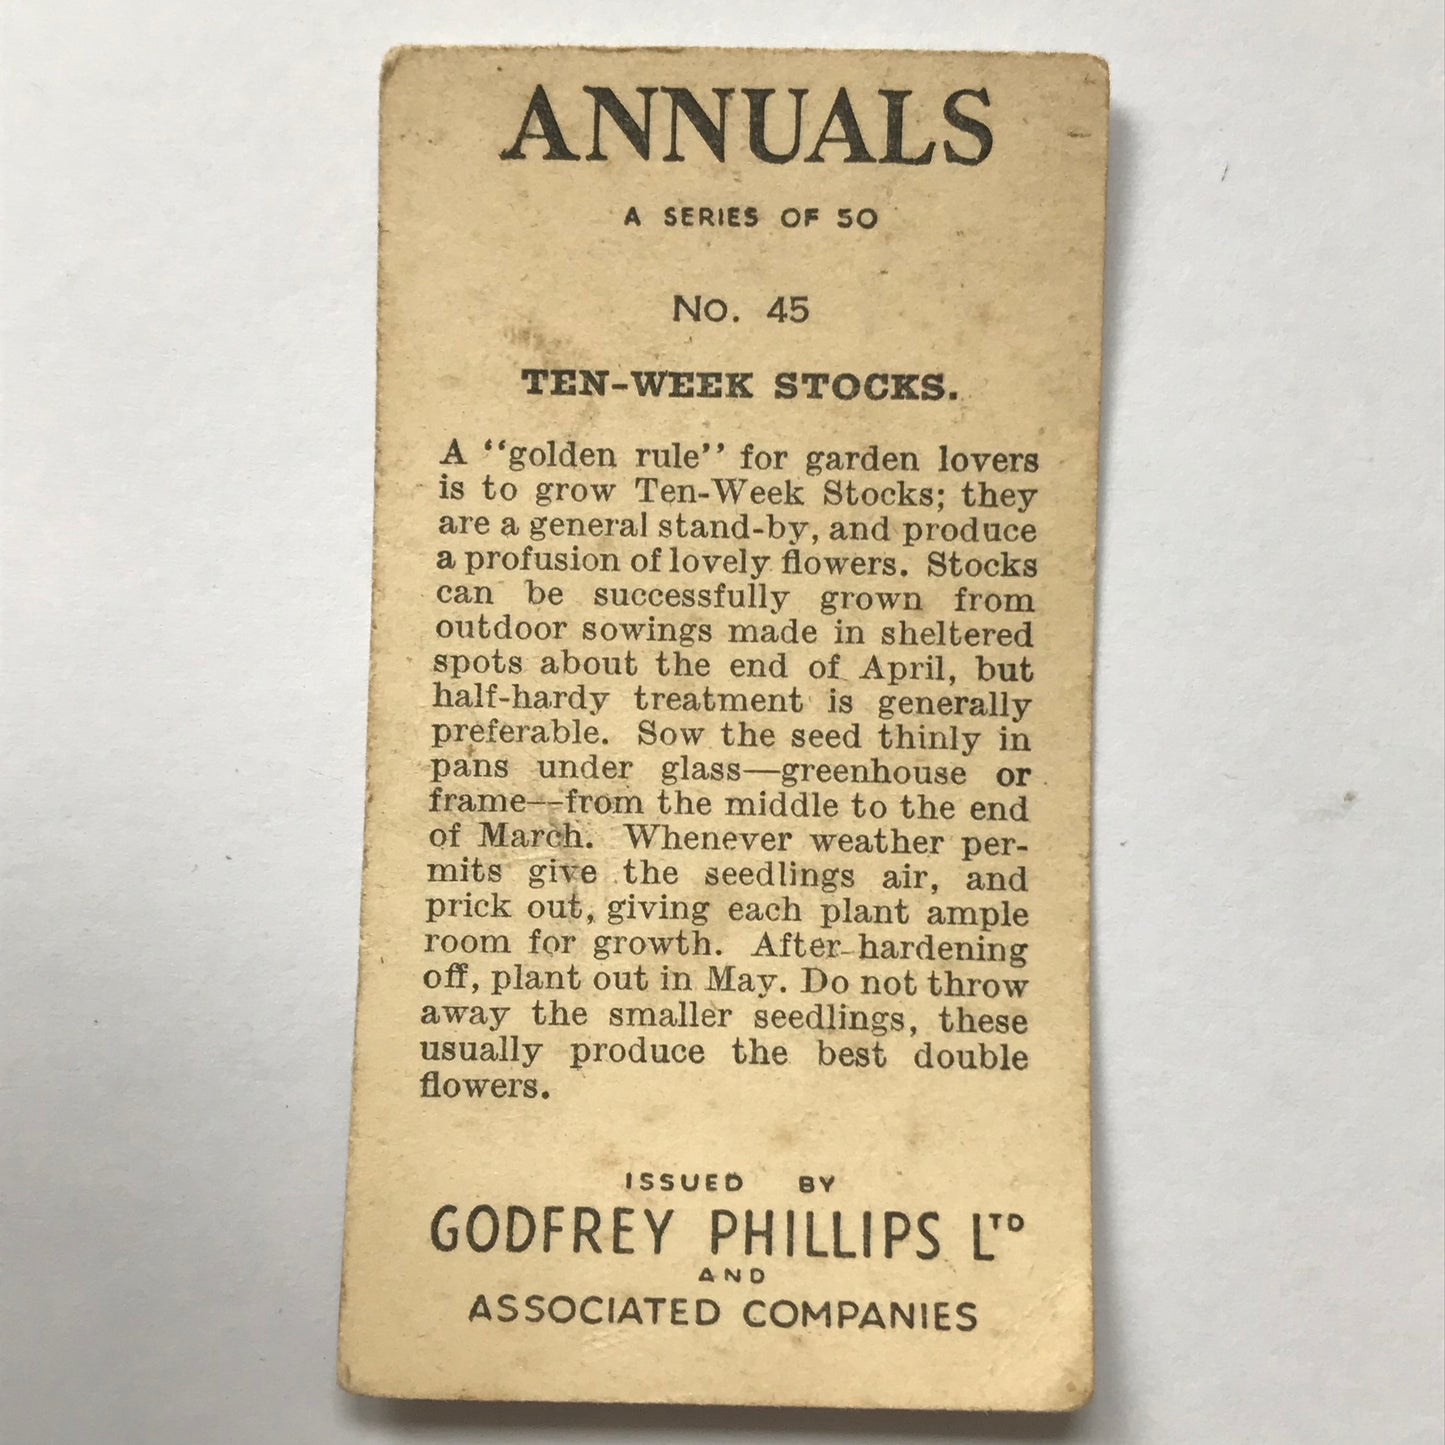 ANNUALS
A SERIES OF 50
No. 45
TEN-WEEK STOCKS.
A “golden rule” for garden lovers
is to grow Ten-Week Stocks; they
are a general stand-by, and produce
a profusion of lovely flowers. Stocks
can be successfully grown from
outdoor sowings made in sheltered
spots about the end of April, but
half-hardy treatment is generally
preferable. Sow the seed thinly in
pans under glass—greenhouse or
frame—from the middle to the end
of March. Whenever weather per-
mits give the seedlings air, and
prick out, giving each plant ample
room for growth. After hardening
off, plant out in May. Do not throw
away the smaller seedlings, these
usually produce the best double
flowers.
ISSUED BY
GODFREY PHILLIPS LTD
AND
ASSOCIATED COMPANIES